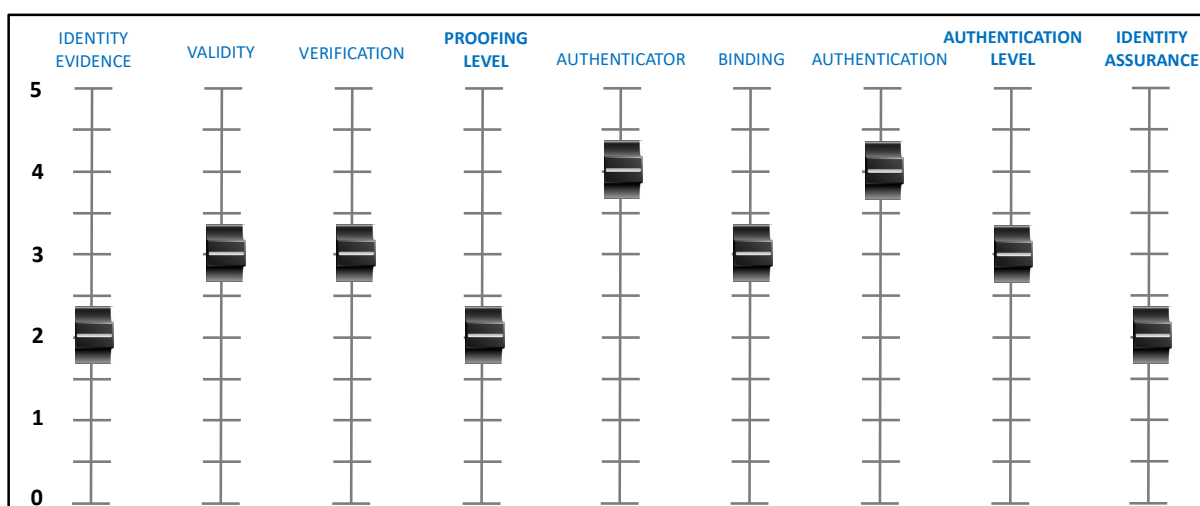 IDENTITY
EVIDENCE
VALIDITY
VERIFICATION
PROOFING
LEVEL
AUTHENTICATOR
BINDING
AUTHENTICATION
AUTHENTICATION
LEVEL
IDENTITY
ASSURANCE
5
4
3
2
1
0